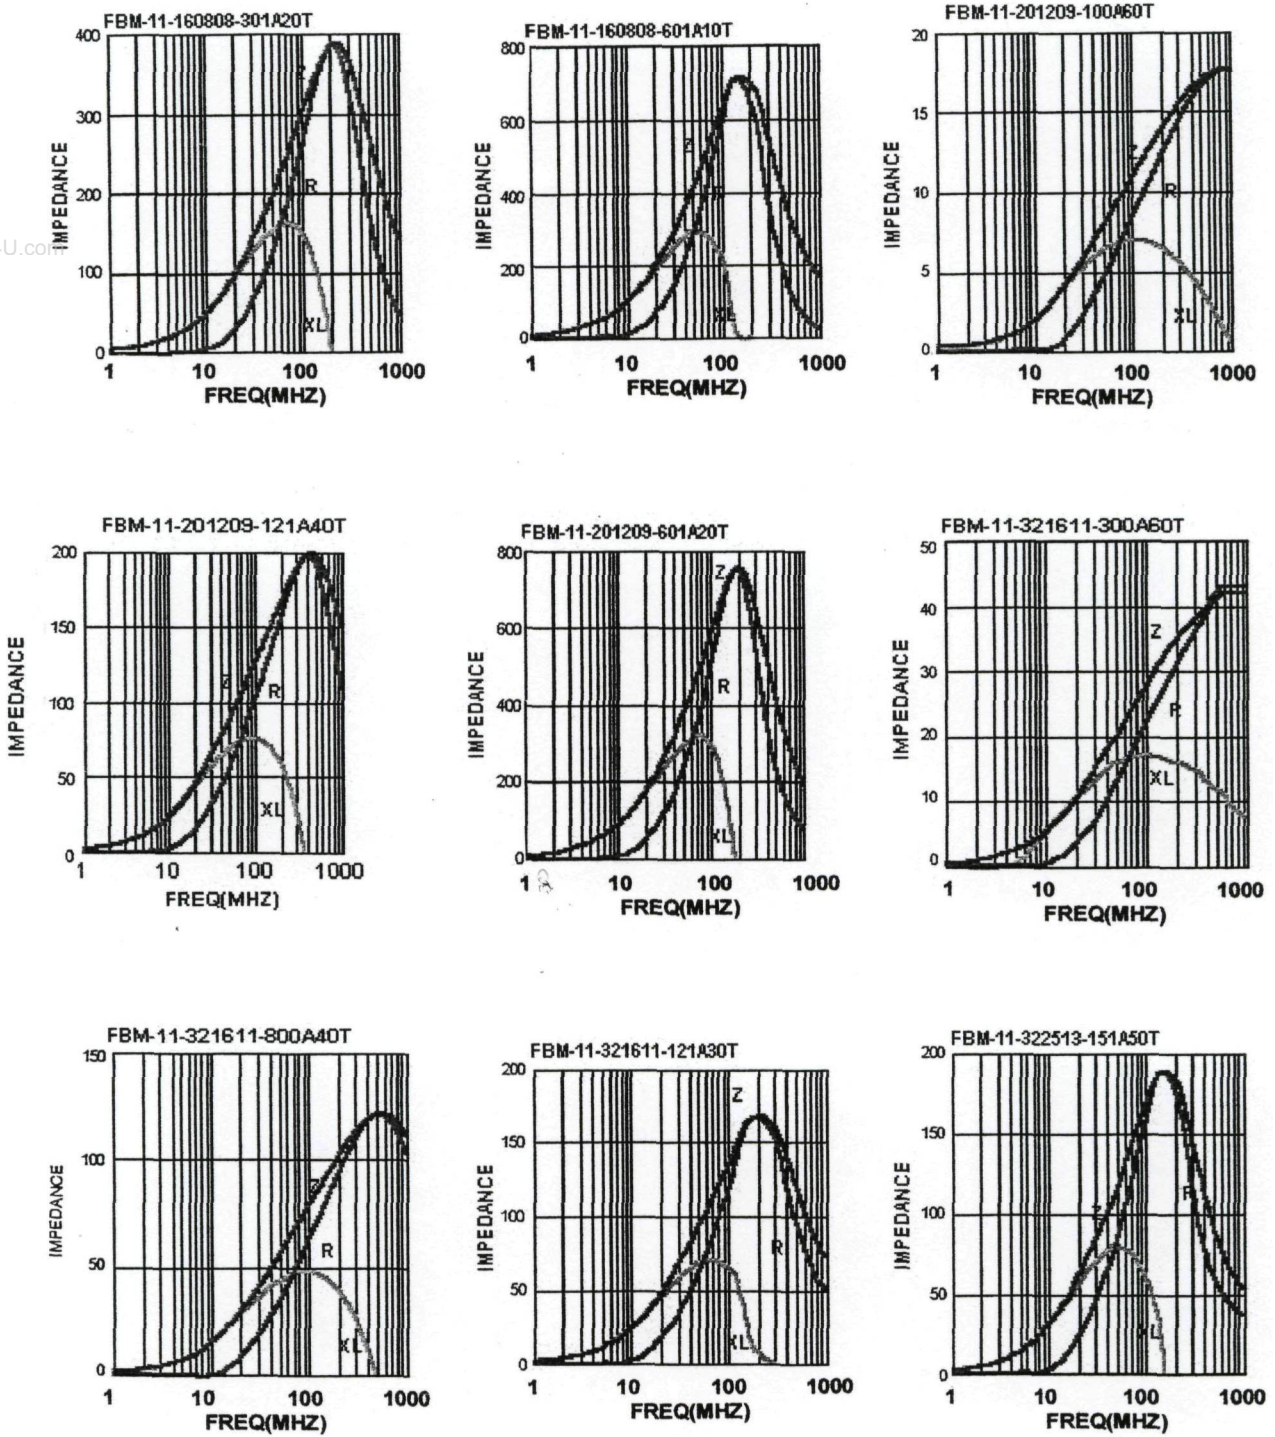 FBM-11-160808-301A20T
400
300
200
100
0
IMPEDANCE
Z
R
XL
1 10 100 1000
FREQ(MHZ)
FBM-11-160808-601A10T
800
600
400
200
0
IMPEDANCE
Z
R
XL
1 10 100 1000
FREQ(MHZ)
FBM-11-201209-100A60T
20
15
10
5
0
IMPEDANCE
Z
R
XL
1 10 100 1000
FREQ(MHZ)
-U.com
FBM-11-201209-121A40T
200
150
100
50
0
IMPEDANCE
Z
R
XL
1 10 100 1000
FREQ(MHZ)
FBM-11-201209-601A20T
800
600
400
200
0
IMPEDANCE
Z
R
XL
1 10 100 1000
FREQ(MHZ)
FBM-11-321611-300A60T
50
40
30
20
10
0
IMPEDANCE
Z
R
XL
1 10 100 1000
FREQ(MHZ)
FBM-11-321611-800A40T
150
100
50
0
IMPEDANCE
Z
R
XL
1 10 100 1000
FREQ(MHZ)
FBM-11-321611-121A30T
200
150
100
50
0
IMPEDANCE
Z
R
XL
1 10 100 1000
FREQ(MHZ)
FBM-11-322513-151A50T
200
150
100
50
0
IMPEDANCE
Z
R
XL
1 10 100 1000
FREQ(MHZ)